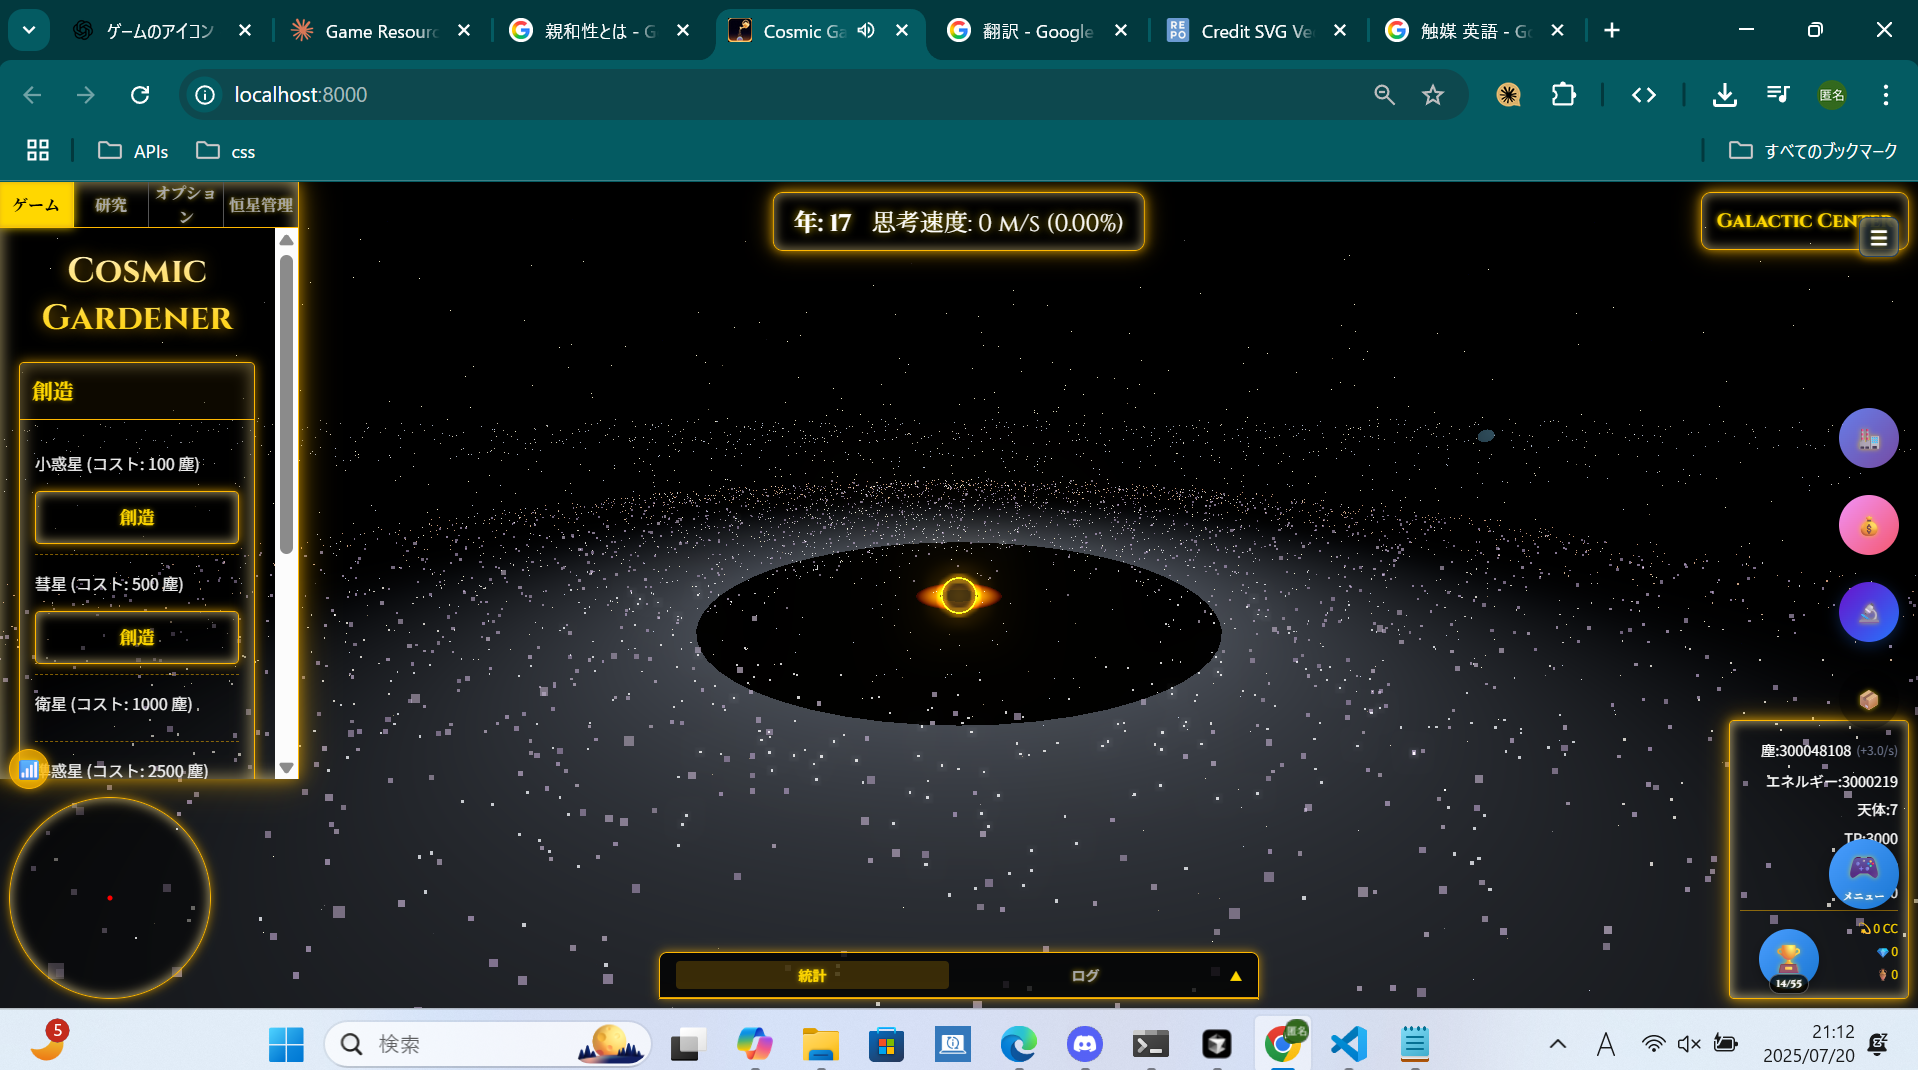 ゲームのアイコン
Game Resourc
親和性とは - G
Cosmic Ga
翻訳 - Google
RE
PO
Credit SVG Ve
触媒 英語 - G
localhost:8000
匿名
APIs
css
すべてのブックマーク
ゲーム
研究
オプション
恒星管理
Cosmic
Gardener
創造
小惑星 (コスト: 100 塵)
創造
彗星 (コスト: 500 塵)
創造
衛星 (コスト: 1000 塵)
惑星 (コスト: 2500 塵)
年: 17 思考速度: 0 m/s (0.00%)
Galactic Center
塵:300048108 (+3.0/s)
エネルギー:3000219
天体:7
TP:3000
メニュー 0
0 CC
0
0
14/55
統計
ログ
5
検索
匿名
A
21:12
2025/07/20